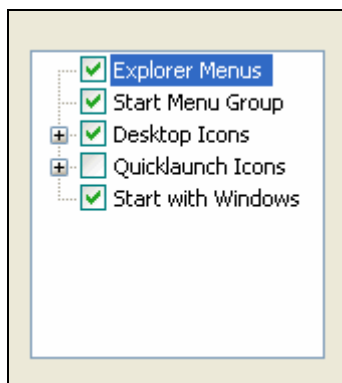 Explorer Menus
Start Menu Group
Desktop Icons
Quicklaunch Icons
Start with Windows